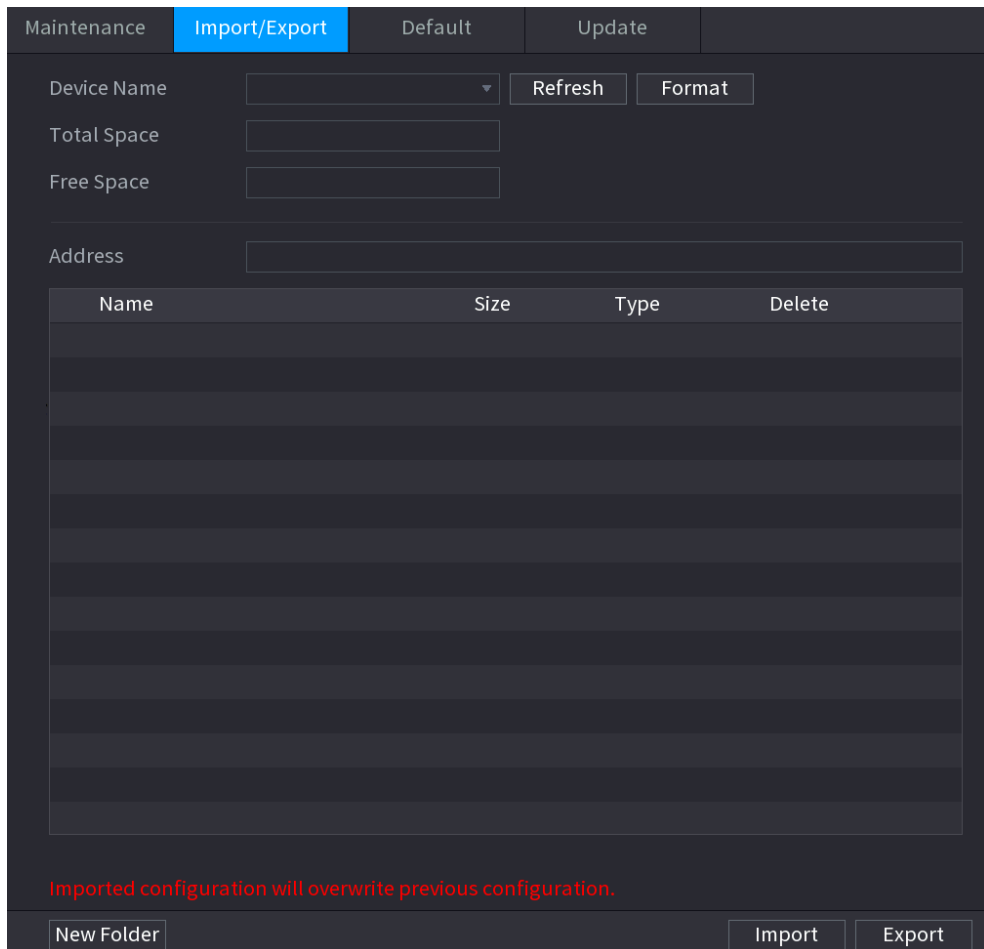 Maintenance Import/Export Default Update
Device Name Refresh Format
Total Space
Free Space
Address
Name Size Type Delete
Imported configuration will overwrite previous configuration.
New Folder Import Export